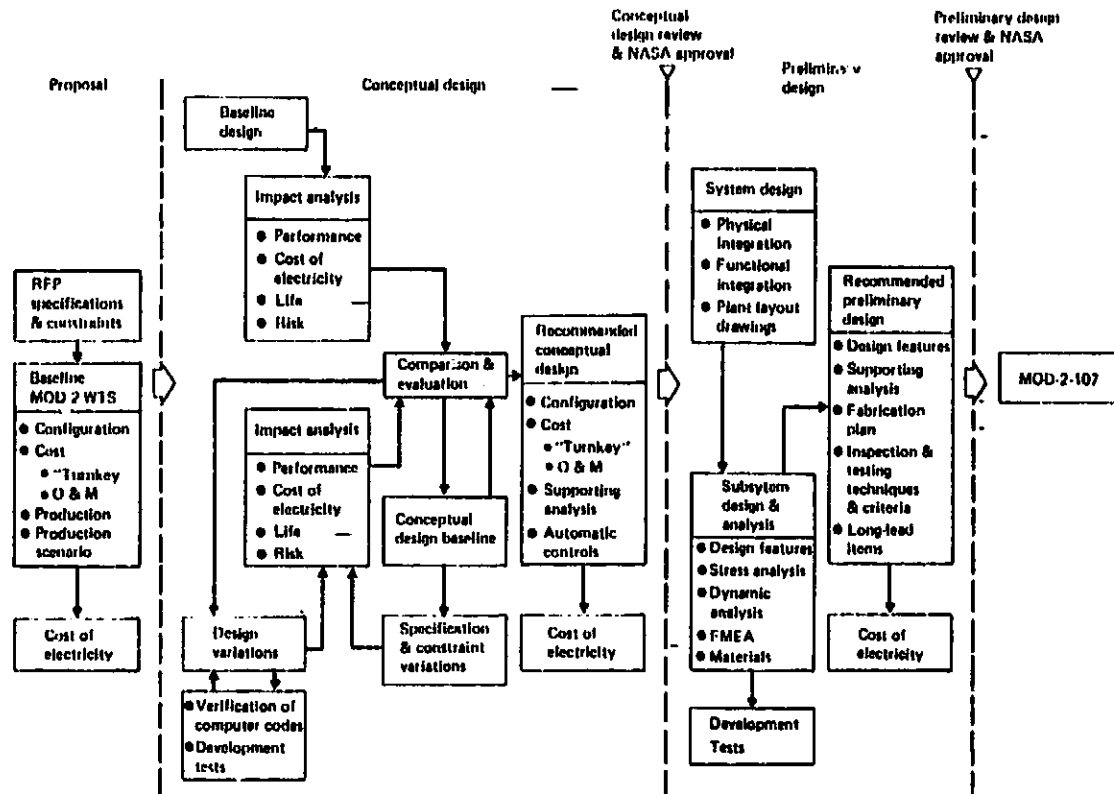 Conceptual
design review
& NASA approval
Preliminary design
review & NASA
approval
Proposal
Conceptual design
Preliminary
design
Baseline
design
Impact analysis
● Performance
● Cost of
electricity
● Life
● Risk
RFP
specifications
& constraints
Baseline
MOD 2 WTS
● Configuration
● Cost
● "Turnkey
● O & M
● Production
● Production
scenario
Cost of
electricity
Comparison &
evaluation
Impact analysis
● Performance
● Cost of
electricity
● Life
● Risk
Conceptual
design baseline
Design
variations
Specification
& constraint
variations
● Verification of
computer codes
● Development
tests
Recommended
conceptual
design
● Configuration
● Cost
● "Turnkey"
● O & M
● Supporting
analysis
● Automatic
controls
Cost of
electricity
System design
● Physical
Integration
● Functional
integration
● Plant layout
drawings
Subsytem
design &
analysis
● Design features
● Stress analysis
● Dynamic
analysis
● FMEA
● Materials
Development
Tests
Recommended
preliminary
design
● Design features
● Supporting
analysis
● Fabrication
plan
● Inspection &
testing
techniques
& criteria
● Long-lead
items
Cost of
electricity
MOD-2-107